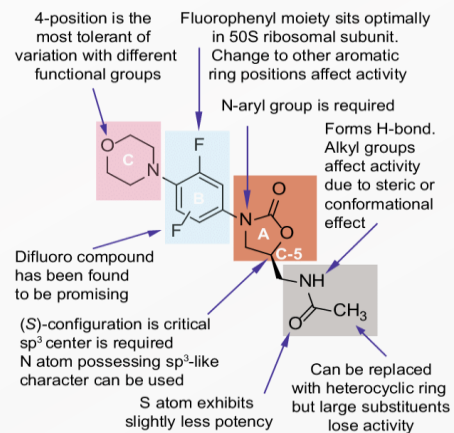 4-position is the
most tolerant of
variation with different
functional groups
Fluorophenyl moiety sits optimally
in 50S ribosomal subunit.
Change to other aromatic
ring positions affect activity
N-aryl group is required
Forms H-bond.
Alkyl groups
affect activity
due to steric or
conformational
effect
O
C
N
F
B
F
N
O
A
O
C-5
NH
O
CH₃
Difluoro compound
has been found
to be promising
(S)-configuration is critical
sp³ center is required
N atom possessing sp³-like
character can be used
S atom exhibits
slightly less potency
Can be replaced
with heterocyclic ring
but large substituents
lose activity